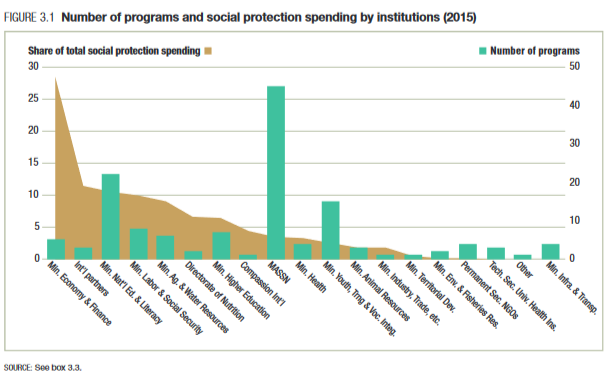 FIGURE 3.1 Number of programs and social protection spending by institutions (2015)
Share of total social protection spending
Number of programs
30
25
20
15
10
5
0
50
40
30
20
10
0
Min. Economy & Finance
Int'l partners
Min. Nat'l Ed. & Literacy
Min. Labor & Social Security
Min. Ag. & Water Resources
Directorate of Nutrition
Min. Higher Education
Compassion Int'l
MASSN
Min. Health
Min. Youth, Trng & Voc. Integ.
Min. Animal Resources
Min. Industry, Trade, etc.
Min. Territorial Dev.
Min. Env. & Fisheries Res.
Permanent Sec. NGOs
Tech. Sec. Univ. Health Ins.
Other
Min. Infra. & Transp.
SOURCE: See box 3.3.